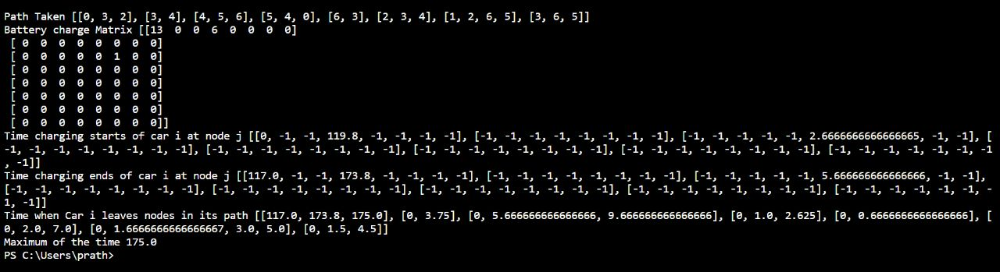 Path Taken [[0, 3, 2], [3, 4], [4, 5, 6], [5, 4, 0], [6, 3], [2, 3, 4], [1, 2, 6, 5], [3, 6, 5]]
Battery charge Matrix [[13  0  0  6  0  0  0  0]
 [ 0  0  0  0  0  0  0  0]
 [ 0  0  0  0  0  1  0  0]
 [ 0  0  0  0  0  0  0  0]
 [ 0  0  0  0  0  0  0  0]
 [ 0  0  0  0  0  0  0  0]
 [ 0  0  0  0  0  0  0  0]
 [ 0  0  0  0  0  0  0  0]]
Time charging starts of car i at node j [[0, -1, -1, 119.8, -1, -1, -1, -1], [-1, -1, -1, -1, -1, -1, -1, -1], [-1, -1, -1, -1, -1, 2.6666666666666665, -1, -1], [
-1, -1, -1, -1, -1, -1, -1, -1], [-1, -1, -1, -1, -1, -1, -1, -1], [-1, -1, -1, -1, -1, -1, -1, -1], [-1, -1, -1, -1, -1, -1, -1, -1], [-1, -1, -1, -1, -1, -1, -1
, -1]]
Time charging ends of car i at node j [[117.0, -1, -1, 173.8, -1, -1, -1, -1], [-1, -1, -1, -1, -1, -1, -1, -1], [-1, -1, -1, -1, -1, 5.666666666666666, -1, -1],
[-1, -1, -1, -1, -1, -1, -1, -1], [-1, -1, -1, -1, -1, -1, -1, -1], [-1, -1, -1, -1, -1, -1, -1, -1], [-1, -1, -1, -1, -1, -1, -1, -1], [-1, -1, -1, -1, -1, -1, -
1, -1]]
Time when Car i leaves nodes in its path [[117.0, 173.8, 175.0], [0, 3.75], [0, 5.666666666666666, 9.666666666666666], [0, 1.0, 2.625], [0, 0.6666666666666666], [
0, 2.0, 7.0], [0, 1.6666666666666667, 3.0, 5.0], [0, 1.5, 4.5]]
Maximum of the time 175.0
PS C:\Users\prath>